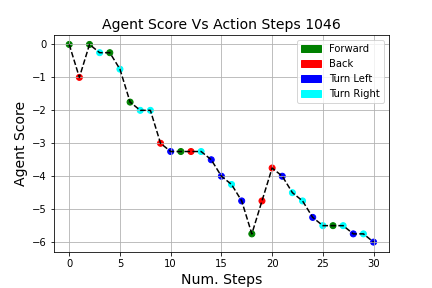 Agent Score Vs Action Steps 1046
Forward
Back
Turn Left
Turn Right
Agent Score
0
−1
−2
−3
−4
−5
−6
0
5
10
15
20
25
30
Num. Steps